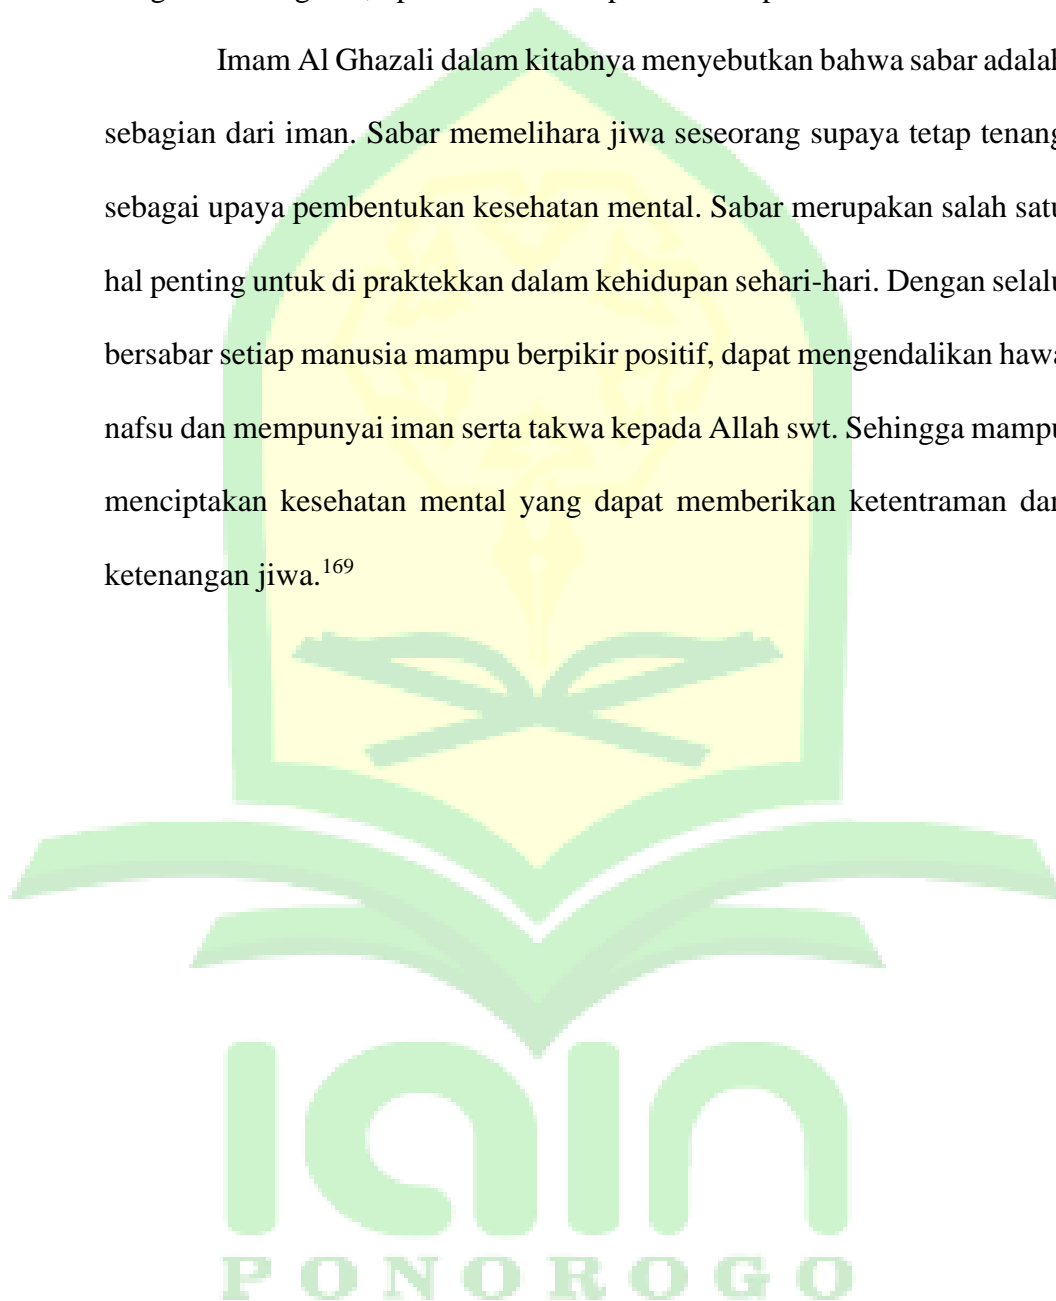 Imam Al Ghazali dalam kitabnya menyebutkan bahwa sabar adalah
sebagian dari iman. Sabar memelihara jiwa seseorang supaya tetap tenang
sebagai upaya pembentukan kesehatan mental. Sabar merupakan salah satu
hal penting untuk di praktekkan dalam kehidupan sehari-hari. Dengan selalu
bersabar setiap manusia mampu berpikir positif, dapat mengendalikan hawa
nafsu dan mempunyai iman serta takwa kepada Allah swt. Sehingga mampu
menciptakan kesehatan mental yang dapat memberikan ketentraman dan
ketenangan jiwa.169
iain
PONOROGO